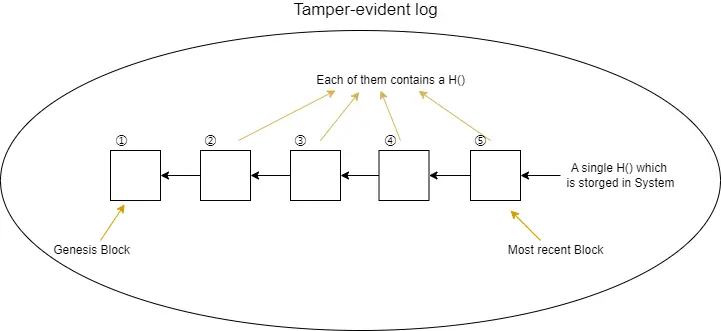 Tamper-evident log
Each of them contains a H()
① ② ③ ④ ⑤
A single H() which
is storged in System
Genesis Block
Most recent Block